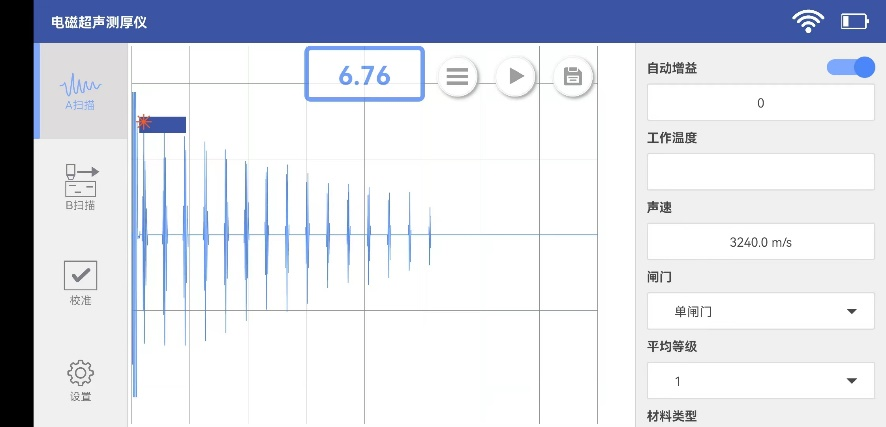 电磁超声测厚仪
A扫描
B扫描
校准
设置
6.76
自动增益
0
工作温度
声速
3240.0 m/s
闸门
单闸门
平均等级
1
材料类型